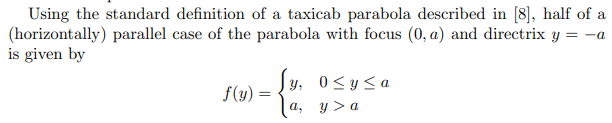 Using the standard definition of a taxicab parabola described in [8], half of a
(horizontally) parallel case of the parabola with focus (0, a) and directrix y = −a
is given by
f(y) = { y, 0 ≤ y ≤ a
a, y > a